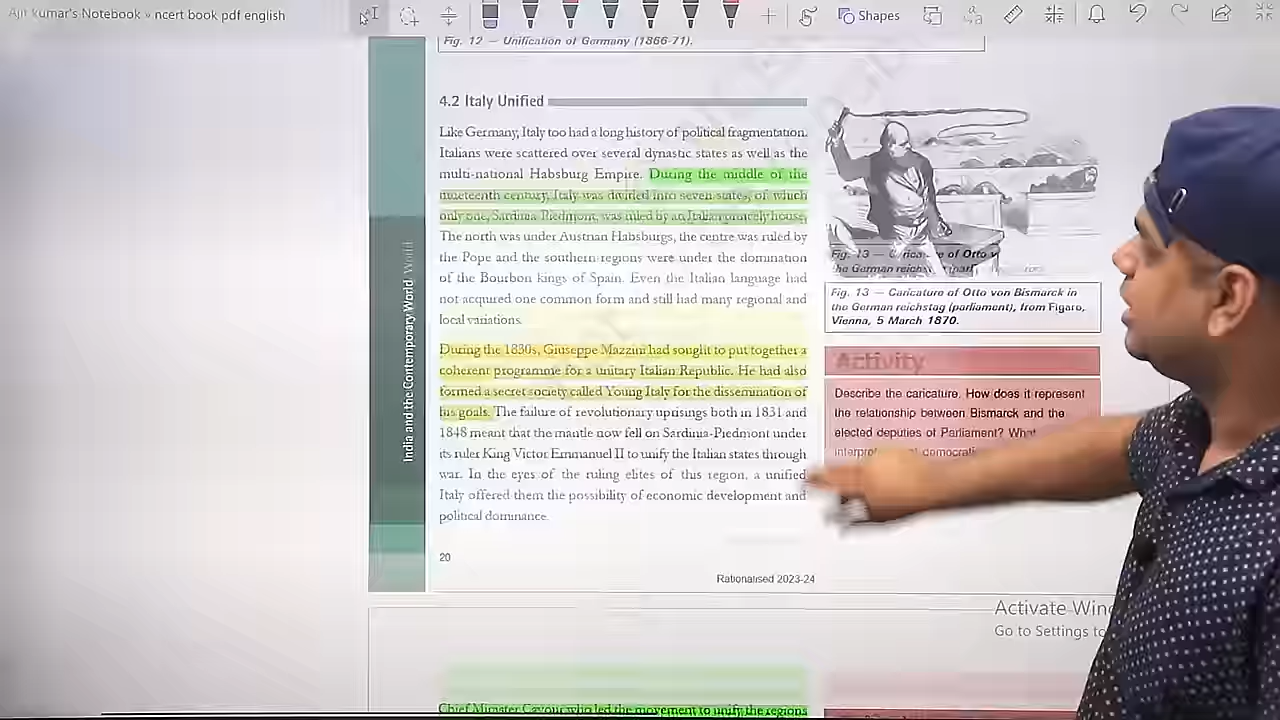 Ajit Kumar's Notebook » ncert book pdf english
Shapes
Fig. 12 — Unification of Germany (1866-71).
4.2 Italy Unified
Like Germany, Italy too had a long history of political fragmentation.
Italians were scattered over several dynastic states as well as the
multi-national Habsburg Empire. During the middle of the
nineteenth century, Italy was divided into seven states, of which
only one, Sardinia-Piedmont, was ruled by an Italian princely house.
The north was under Austrian Habsburgs, the centre was ruled by
the Pope and the southern regions were under the domination
of the Bourbon kings of Spain. Even the Italian language had
not acquired one common form and still had many regional and
local variations.
During the 1830s, Giuseppe Mazzini had sought to put together a
coherent programme for a unitary Italian Republic. He had also
formed a secret society called Young Italy for the dissemination of
his goals. The failure of revolutionary uprisings both in 1831 and
1848 meant that the mantle now fell on Sardinia-Piedmont under
its ruler King Victor Emmanuel II to unify the Italian states through
war. In the eyes of the ruling elites of this region, a unified
Italy offered them the possibility of economic development and
political dominance.
20
Rationalised 2023-24
India and the Contemporary World
Fig. 13 — Caricature of Otto
the German reichs
Fig. 13 — Caricature of Otto von Bismarck in
the German reichstag (parliament), from Figaro,
Vienna, 5 March 1870.
Activity
Describe the caricature. How does it represent
the relationship between Bismarck and the
elected deputies of Parliament? What
interpr democrati
Activate Win
Go to Settings to
Chief Minister Cavour who led the movement to unify the regions